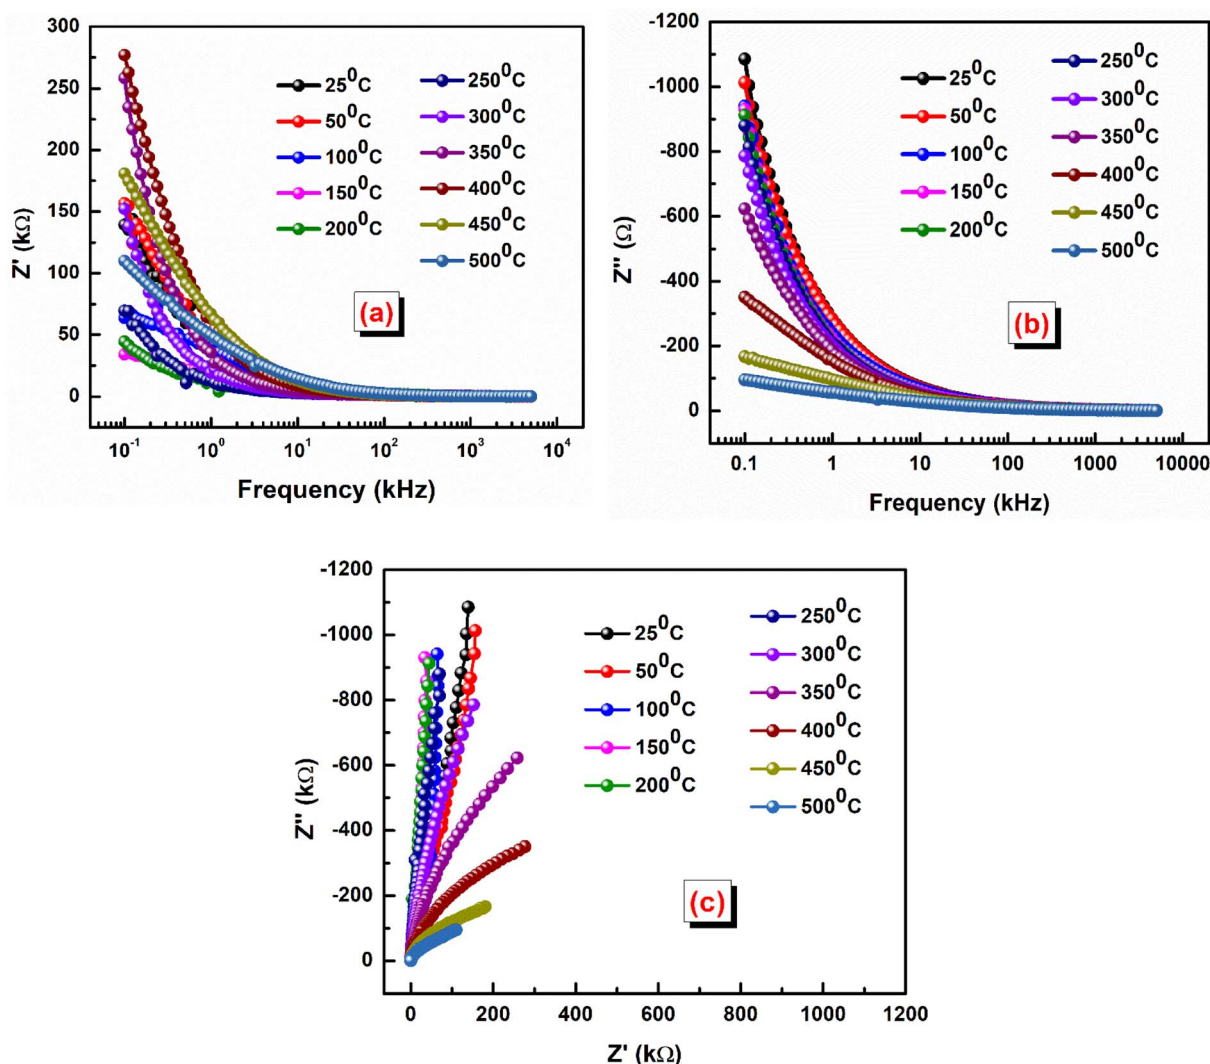 300
250
200
150
100
50
0
Z' (kΩ)
25⁰C
50⁰C
100⁰C
150⁰C
200⁰C
250⁰C
300⁰C
350⁰C
400⁰C
450⁰C
500⁰C
(a)
10⁻¹ 10⁰ 10¹ 10² 10³ 10⁴
Frequency (kHz)
-1200
-1000
-800
-600
-400
-200
0
Z'' (Ω)
25⁰C
50⁰C
100⁰C
150⁰C
200⁰C
250⁰C
300⁰C
350⁰C
400⁰C
450⁰C
500⁰C
(b)
0.1 1 10 100 1000 10000
Frequency (kHz)
-1200
-1000
-800
-600
-400
-200
0
Z'' (kΩ)
25⁰C
50⁰C
100⁰C
150⁰C
200⁰C
250⁰C
300⁰C
350⁰C
400⁰C
450⁰C
500⁰C
(c)
0 200 400 600 800 1000 1200
Z' (kΩ)